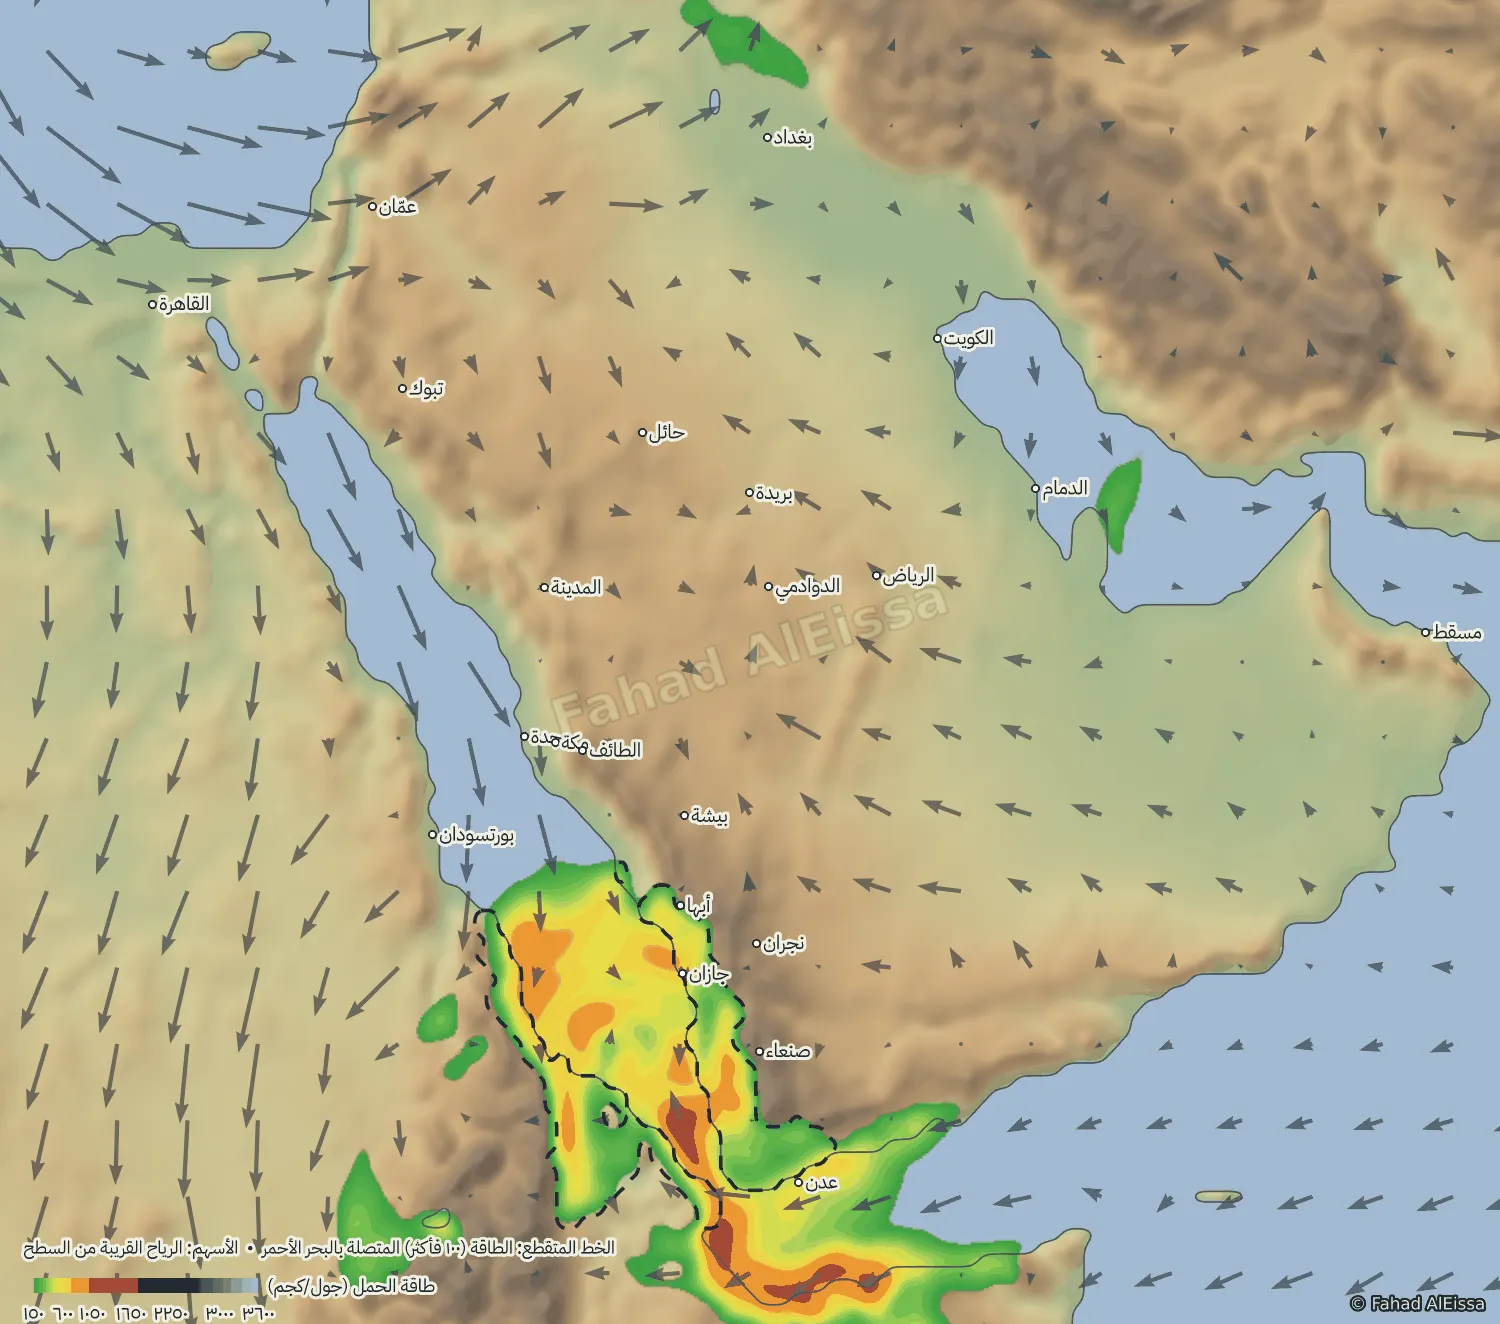 بغداد
عمّان
القاهرة
الكويت
تبوك
حائل
الدمام
بريدة
الرياض
الدوادمي
المدينة
Fahad AlEissa
مسقط
جدة
مكة
الطائف
بيشة
بورتسودان
أبها
نجران
جازان
صنعاء
عدن
الخط المتقطع: الطاقة (١٠٠ فأكثر) المتصلة بالبحر الأحمر • الأسهم: الرياح القريبة من السطح
طاقة الحمل (جول/كجم)
١٥٠ ٦٠٠ ١٠٥٠ ١٦٥٠ ٢٢٥٠ ٣٠٠٠ ٣٦٠٠
© Fahad AlEissa